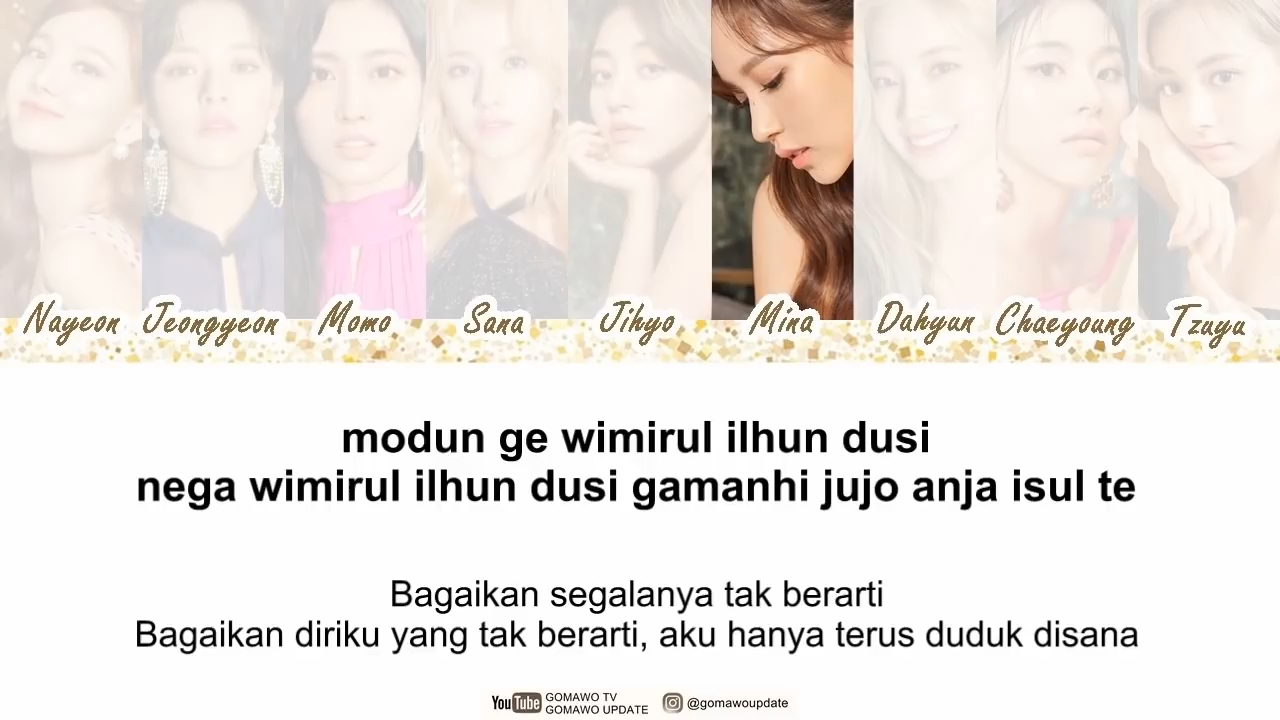 Nayeon Jeongyeon Momo Sana Jihyo Mina Dahyun Chaeyoung Tzuyu
modun ge wimirul ilhun dusi
nega wimirul ilhun dusi gamanhi jujo anja isul te
Bagaikan segalanya tak berarti
Bagaikan diriku yang tak berarti, aku hanya terus duduk disana
YouTube GOMAWO TV
GOMAWO UPDATE
@gomawoupdate